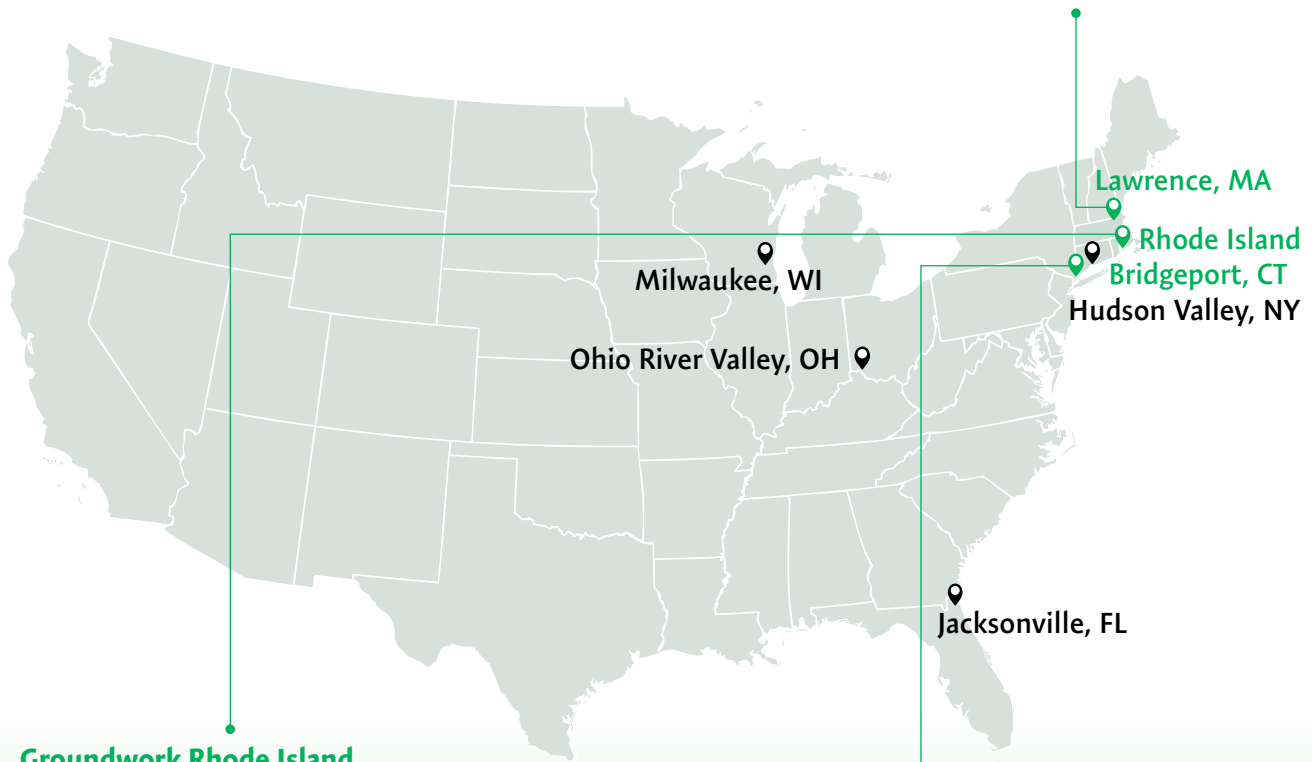 Lawrence, MA
Rhode Island
Milwaukee, WI
Bridgeport, CT
Hudson Valley, NY
Ohio River Valley, OH
Jacksonville, FL
Groundwork Rhode Island